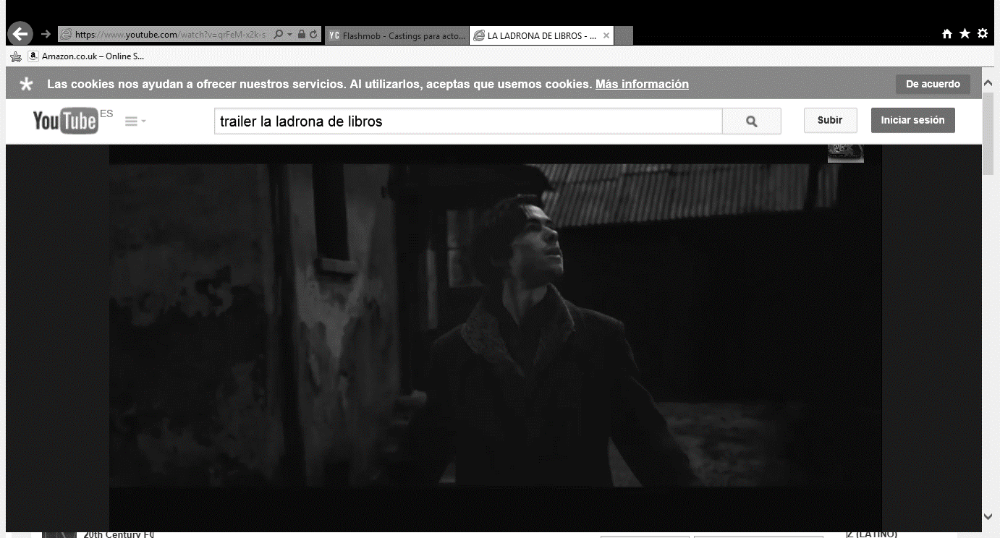 https://www.youtube.com/watch?v=qrFeM-x2k-s
YC Flashmob - Castings para acto...
LA LADRONA DE LIBROS - ...
a Amazon.co.uk – Online S...
Las cookies nos ayudan a ofrecer nuestros servicios. Al utilizarlos, aceptas que usemos cookies. Más información
De acuerdo
YouTube ES
trailer la ladrona de libros
Subir
Iniciar sesión
20th Century
(LATINO)